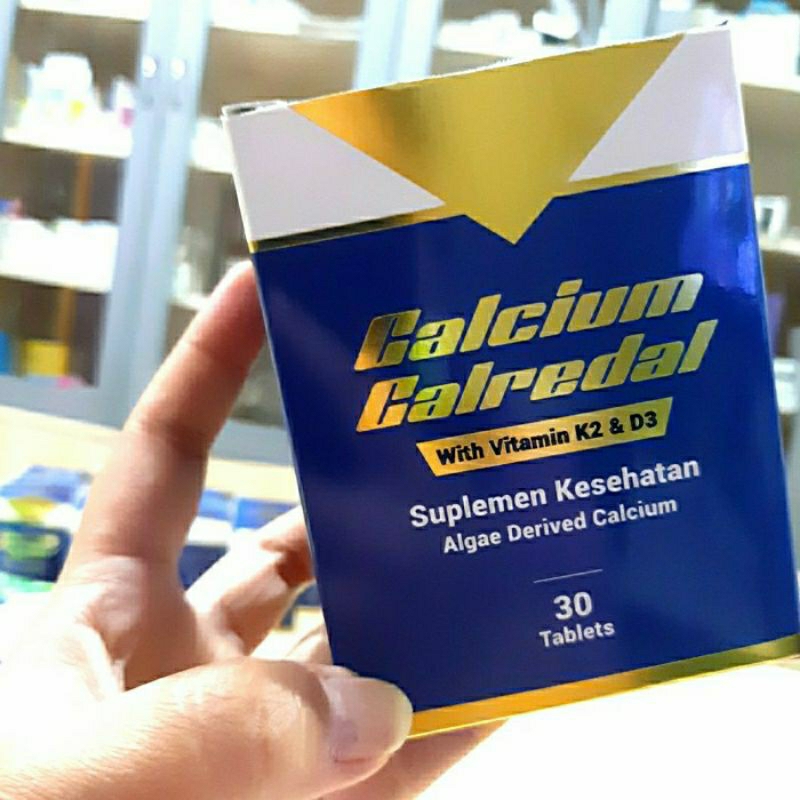 Calcium
Calredal
With Vitamin K2 & D3
Suplemen Kesehatan
Algae Derived Calcium
30
Tablets